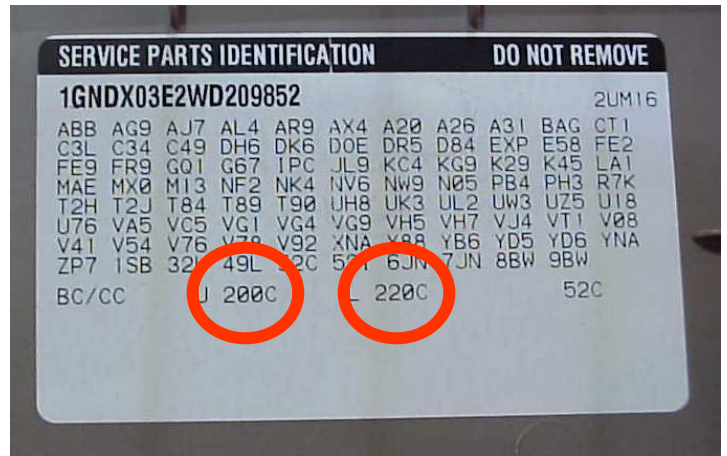 SERVICE PARTS IDENTIFICATION DO NOT REMOVE
1GNDX03E2WD209852 2UM16
ABB AG9 AJ7 AL4 AR9 AX4 A20 A26 A31 BAG CT1
C3L C34 C49 DH6 DK6 DOE DR5 D84 EXP E58 FE2
FE9 FR9 GQ1 G67 IPC JL9 KC4 KG9 K29 K45 LA1
MAE MX0 M13 NF2 NK4 NV6 NW9 N05 PB4 PH3 R7K
T2H T2J T84 T89 T90 UH8 UK3 UL2 UW3 UZ5 U18
U76 VA5 VC5 VG1 VG4 VG9 VH5 VH7 VJ4 VT1 V08
V41 V54 V76 V78 V92 XNA Y88 YB6 YD5 YD6 YNA
ZP7 1SB 49L 52C 6JN 7JN 8BW 9BW
BC/CC U 200C L 220C 52C